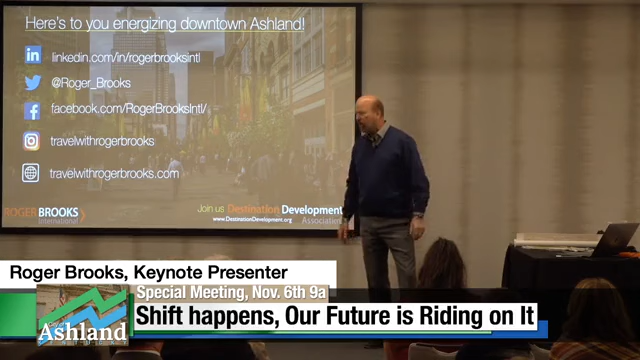 Here's to you energizing downtown Ashland!
linkedin.com/in/rogerbrooksintl
@Roger_Brooks
facebook.com/RogerBrooksIntl/
travelwithrogerbrooks
travelwithrogerbrooks.com
ROGER BROOKS
International
Join us Destination Development
www.DestinationDevelopment.org Association
Roger Brooks, Keynote Presenter
Special Meeting, Nov. 6th 9a
Shift happens, Our Future is Riding on It
Ashland